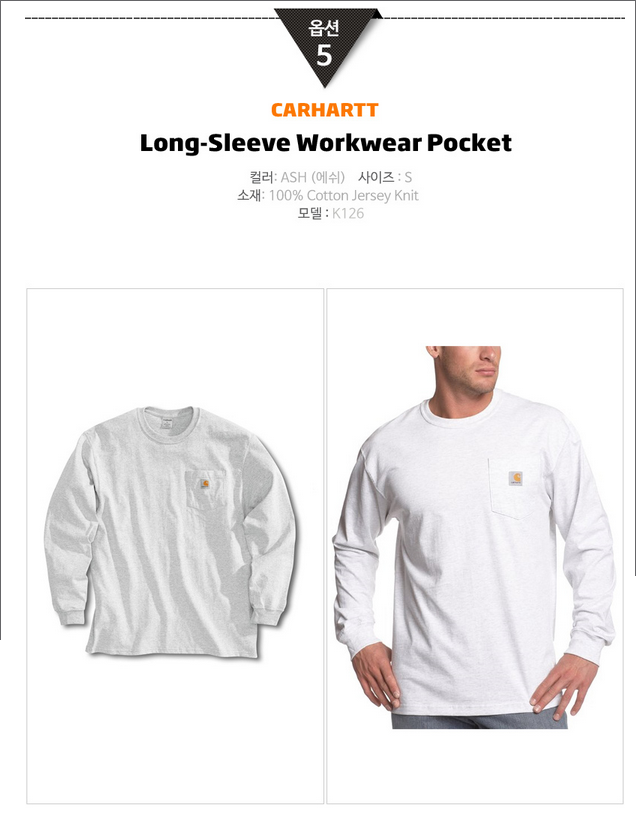 옵션
5
CARHARTT
Long-Sleeve Workwear Pocket
컬러: ASH (에쉬) 사이즈 : S
소재: 100% Cotton Jersey Knit
모델 : K126